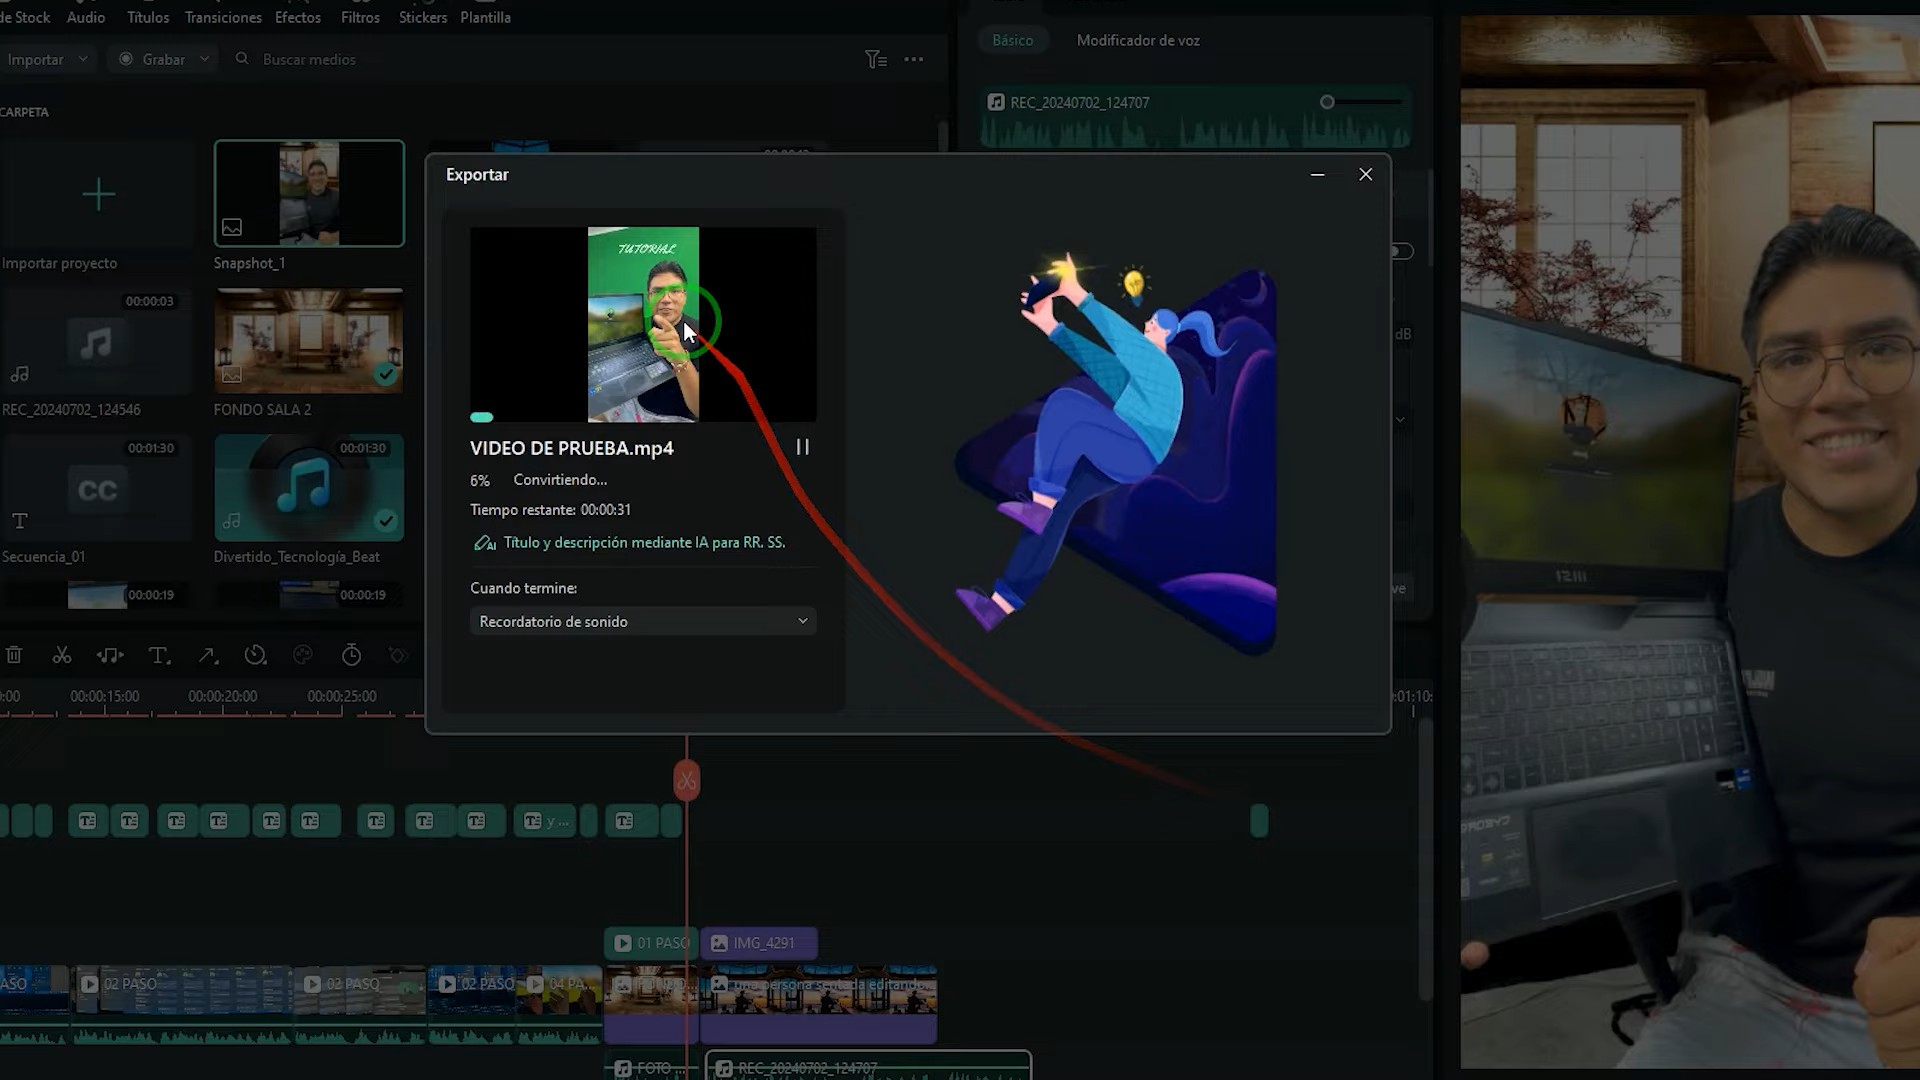 de Stock Audio Títulos Transiciones Efectos Filtros Stickers Plantilla
Importar Grabar Buscar medios
Básico Modificador de voz
REC_20240702_124707
CARPETA
Importar proyecto
Snapshot_1
00:00:03
REC_20240702_124546
FONDO SALA 2
00:01:30
CC
Secuencia_01
00:01:30
Divertido_Tecnología_Beat
00:00:19
00:00:19
Exportar
TUTORIAL
VIDEO DE PRUEBA.mp4
6% Convirtiendo...
Tiempo restante: 00:00:31
AI Título y descripción mediante IA para RR. SS.
Cuando termine:
Recordatorio de sonido
dB
ve
:00 00:00:15:00 00:00:20:00 00:00:25:00 :01:10:
y ...
01 PASO IMG_4291
ASO 02 PASO 02 PASO 02 PASO 04 PA... una persona sentada editando
FOTO ... REC_20240702_124707